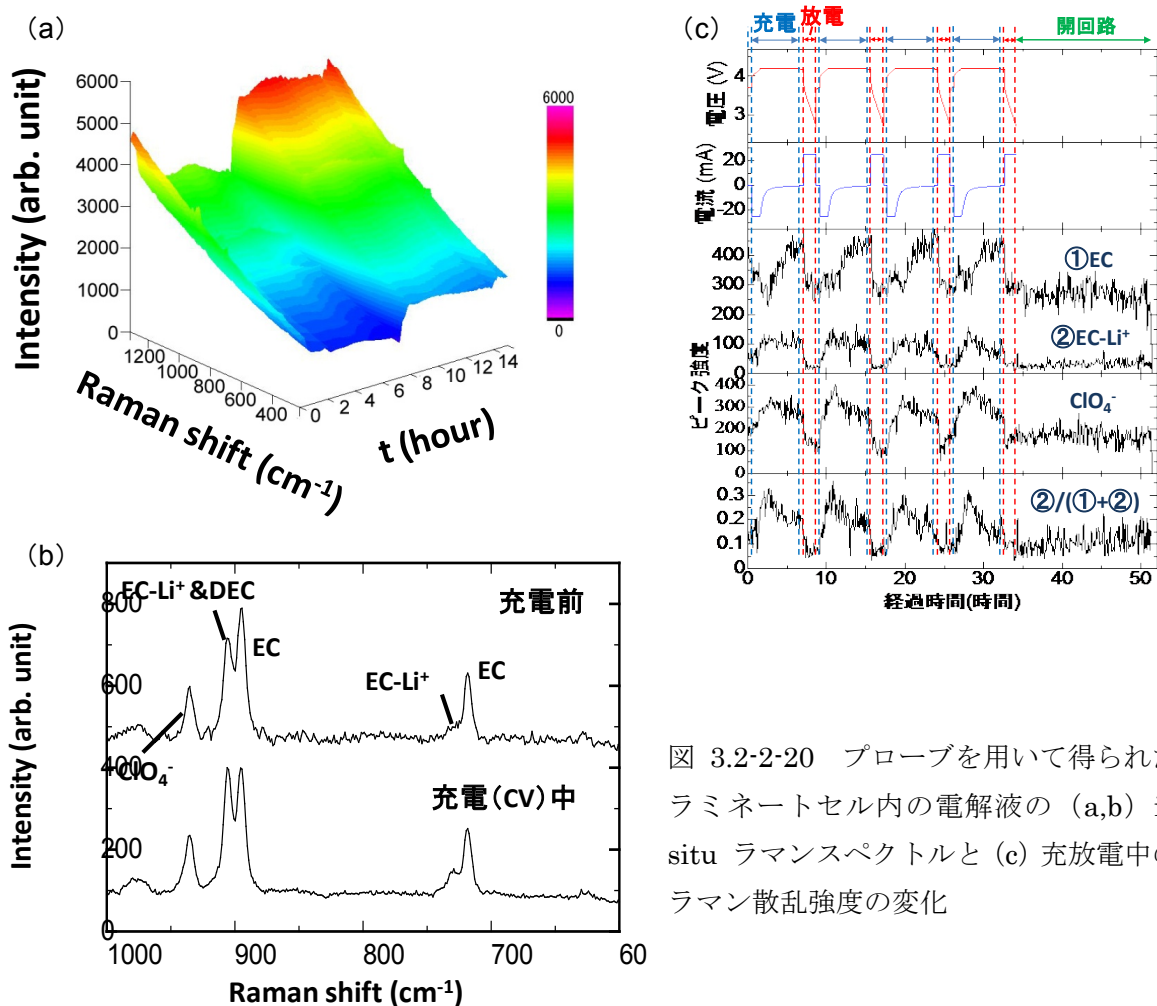 (a)
Intensity (arb. unit)
6000
5000
4000
3000
2000
1000
0
1200
1000
800
600
400
Raman shift (cm-1)
0 2 4 6 8 10 12 14
t (hour)
6000
0
(b)
Intensity (arb. unit)
800
600
400
200
0
EC-Li+ &DEC
充電前
EC
EC-Li+
EC
ClO4-
充電(CV)中
1000 900 800 700 60
Raman shift (cm-1)
(c)
充電 放電 開回路
電圧 (V)
4
3
電流 (mA)
20
0
-20
ピーク強度
400
300
200
①EC
100
0
②EC-Li+
400
300
200
100
0
ClO4-
0.3
0.2
0.1
0
②/(①+②)
0 10 20 30 40 50
経過時間(時間)
図 3.2-2-20 プローブを用いて得られ
ラミネートセル内の電解液の (a,b)
situ ラマンスペクトルと (c) 充放電中
ラマン散乱強度の変化